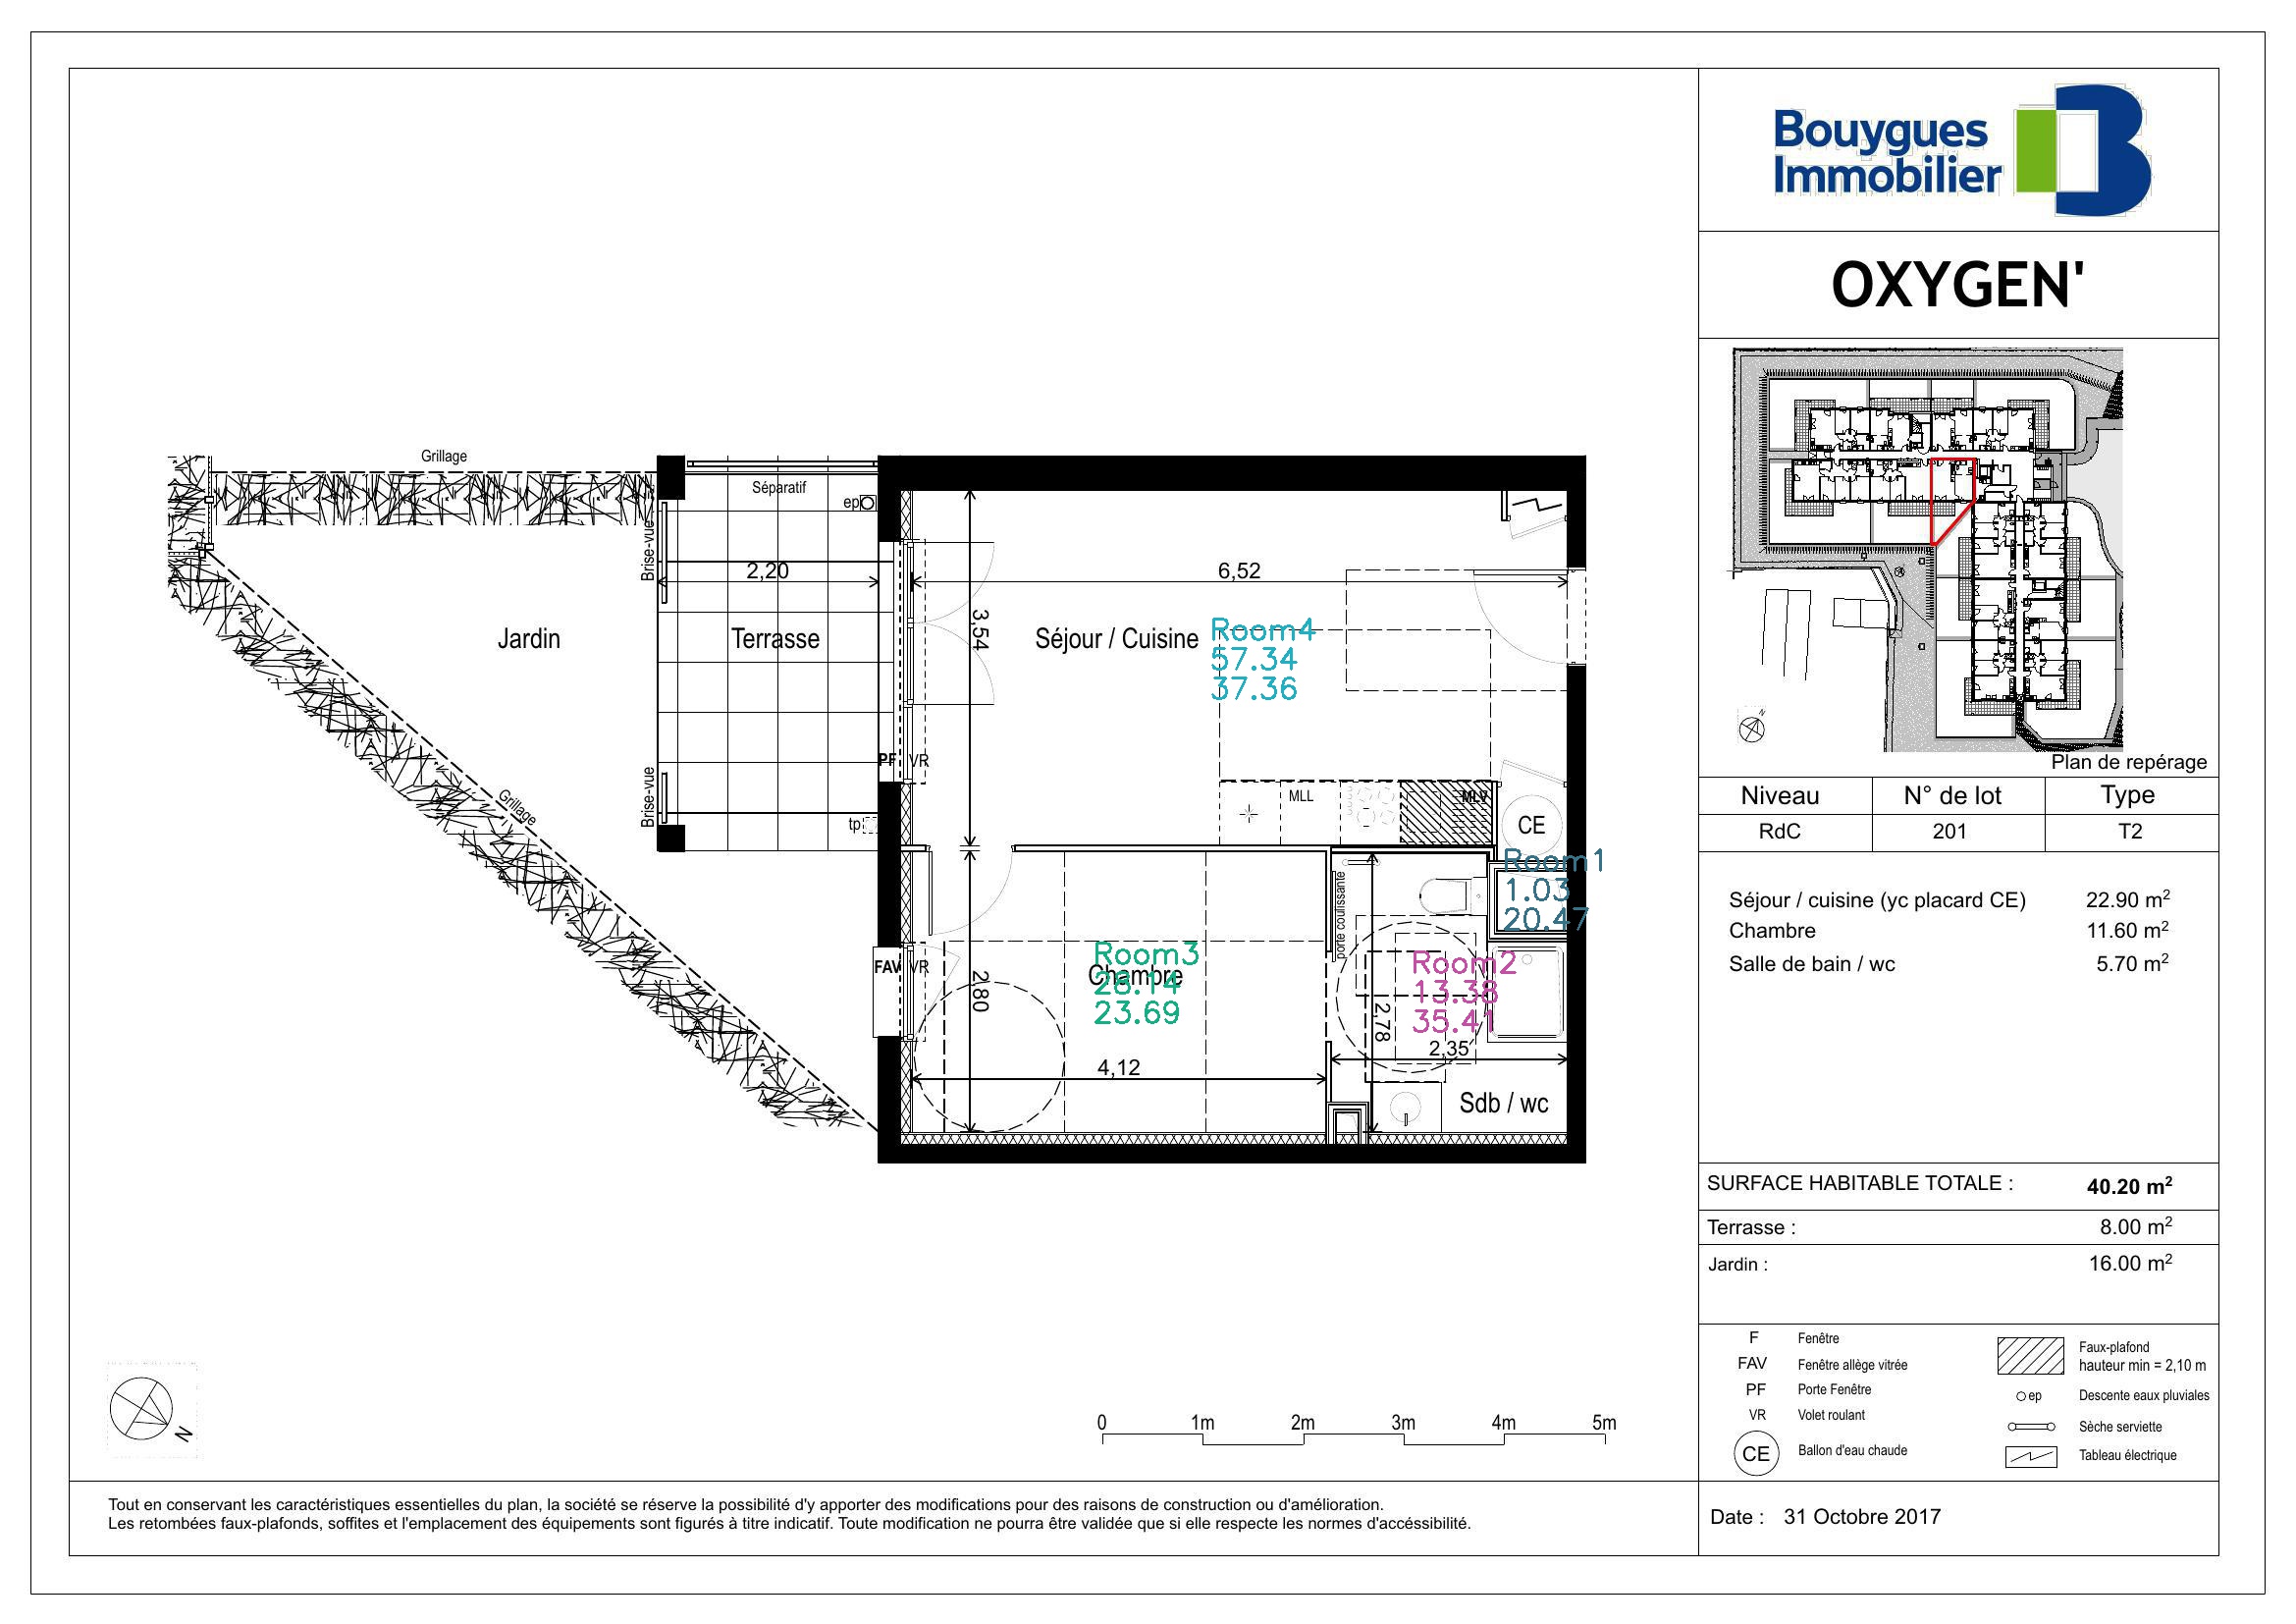 Bouygues
Immobilier
OXYGEN'
N
Plan de repérage
Niveau N° de lot Type
RdC 201 T2
Séjour / cuisine (yc placard CE) 22.90 m²
Chambre 11.60 m²
Salle de bain / wc 5.70 m²
SURFACE HABITABLE TOTALE : 40.20 m²
Terrasse : 8.00 m²
Jardin : 16.00 m²
F Fenêtre
FAV Fenêtre allège vitrée
PF Porte Fenêtre
VR Volet roulant
CE Ballon d'eau chaude
Faux-plafond
hauteur min = 2,10 m
ep Descente eaux pluviales
Sèche serviette
Tableau électrique
Date : 31 Octobre 2017
Grillage
Séparatif
ep
Brise-vue
2,20
6,52
3,54
Jardin
Terrasse
Séjour / Cuisine
Room4
57.34
37.36
PF VR
Grillage
Brise-vue
tp
MLL
MLV
CE
Room1
1.03
20.47
porte coulissante
FAV VR
Room3
Chambre
28.14
23.69
2,80
Room2
13.38
35.41
2,78
2,35
4,12
Sdb / wc
N
0 1m 2m 3m 4m 5m
Tout en conservant les caractéristiques essentielles du plan, la société se réserve la possibilité d'y apporter des modifications pour des raisons de construction ou d'amélioration.
Les retombées faux-plafonds, soffites et l'emplacement des équipements sont figurés à titre indicatif. Toute modification ne pourra être validée que si elle respecte les normes d'accéssibilité.